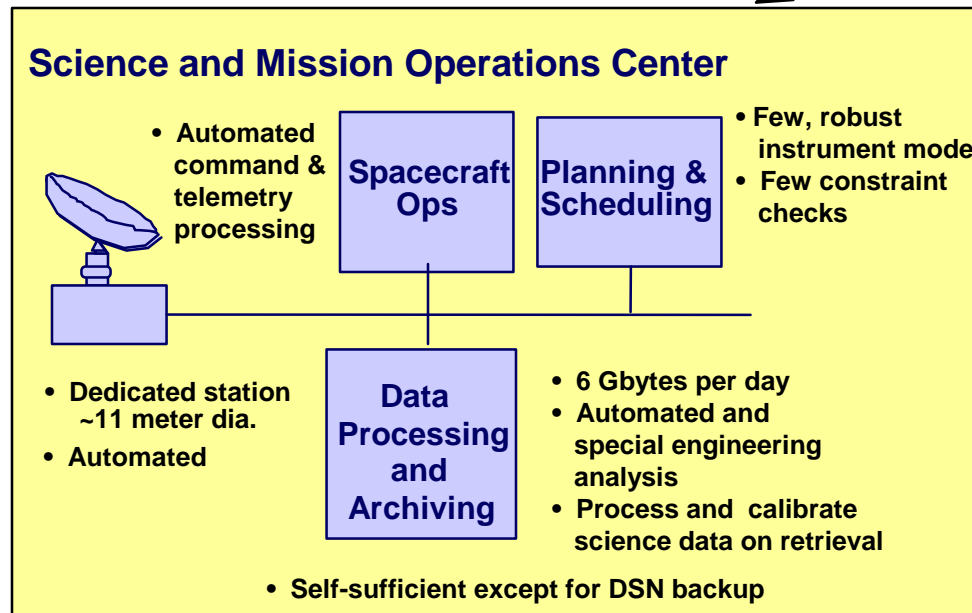 Science and Mission Operations Center
• Automated
command &
telemetry
processing
Spacecraft
Ops
Planning &
Scheduling
• Few, robust
instrument mode
• Few constraint
checks
• Dedicated station
~11 meter dia.
• Automated
Data
Processing
and
Archiving
• 6 Gbytes per day
• Automated and
special engineering
analysis
• Process and calibrate
science data on retrieval
• Self-sufficient except for DSN backup